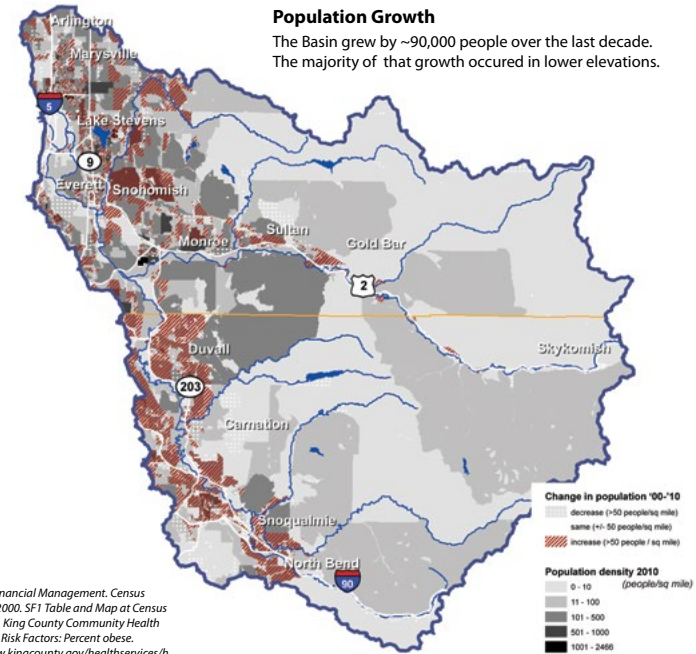 Population Growth
The Basin grew by ~90,000 people over the last decade.
The majority of that growth occured in lower elevations.
Arlington
Marysville
5
Lake Stevens
9
Everett
Snohomish
Monroe
Sultan
Gold Bar
2
Duvall
Skykomish
203
Carnation
Snoqualmie
North Bend
90
Change in population '00-'10
decrease (>50 people/sq mile)
same (+/- 50 people/sq mile)
increase (>50 people / sq mile)
Population density 2010
(people/sq mile)
0 - 10
11 - 100
101 - 500
501 - 1000
1001 - 2466
nancial Management. Census
2000. SF1 Table and Map at Census
King County Community Health
Risk Factors: Percent obese.
w.kingcounty.gov/healthservices/h